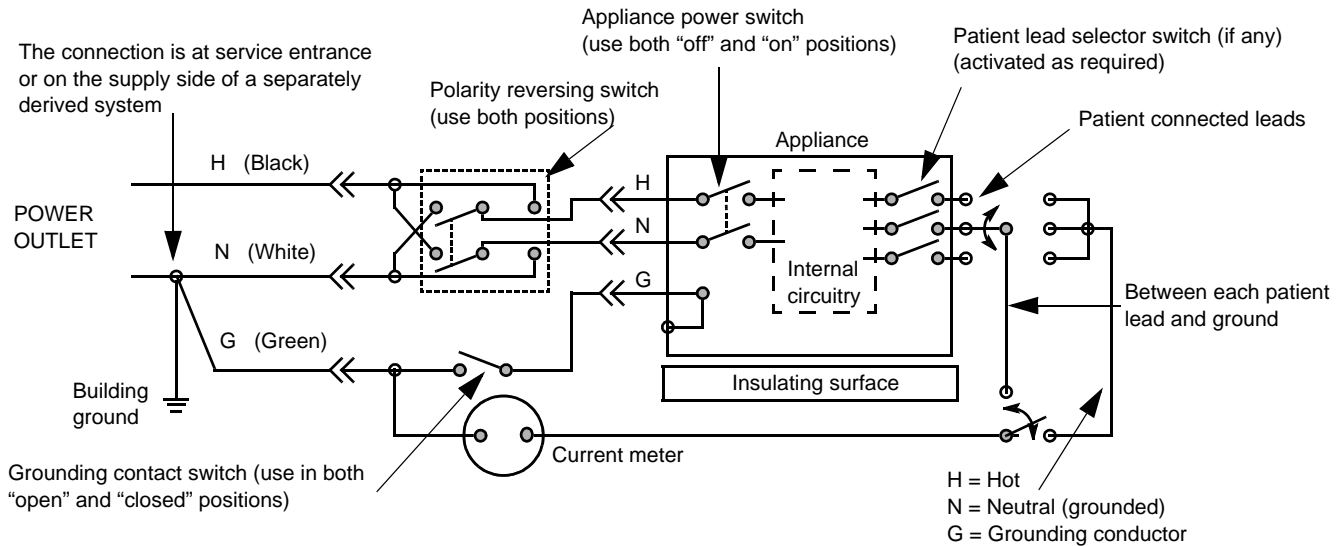 Appliance power switch
(use both “off” and “on” positions)
The connection is at service entrance
or on the supply side of a separately
derived system
Patient lead selector switch (if any)
(activated as required)
Polarity reversing switch
(use both positions)
Patient connected leads
Appliance
H (Black)
H
POWER
OUTLET
N
N (White)
Internal
circuitry
G
Between each patient
lead and ground
G (Green)
Insulating surface
Building
ground
Current meter
Grounding contact switch (use in both
“open” and “closed” positions)
H = Hot
N = Neutral (grounded)
G = Grounding conductor